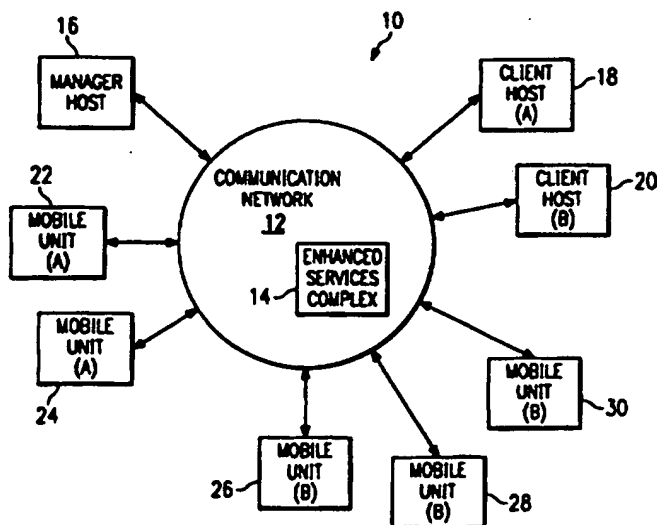 16
10
MANAGER
HOST
CLIENT
HOST
(A)
18
22
COMMUNICATION
NETWORK
12
CLIENT
HOST
(B)
20
MOBILE
UNIT
(A)
14
ENHANCED
SERVICES
COMPLEX
MOBILE
UNIT
(A)
24
MOBILE
UNIT
(B)
30
26
MOBILE
UNIT
(B)
MOBILE
UNIT
(B)
28